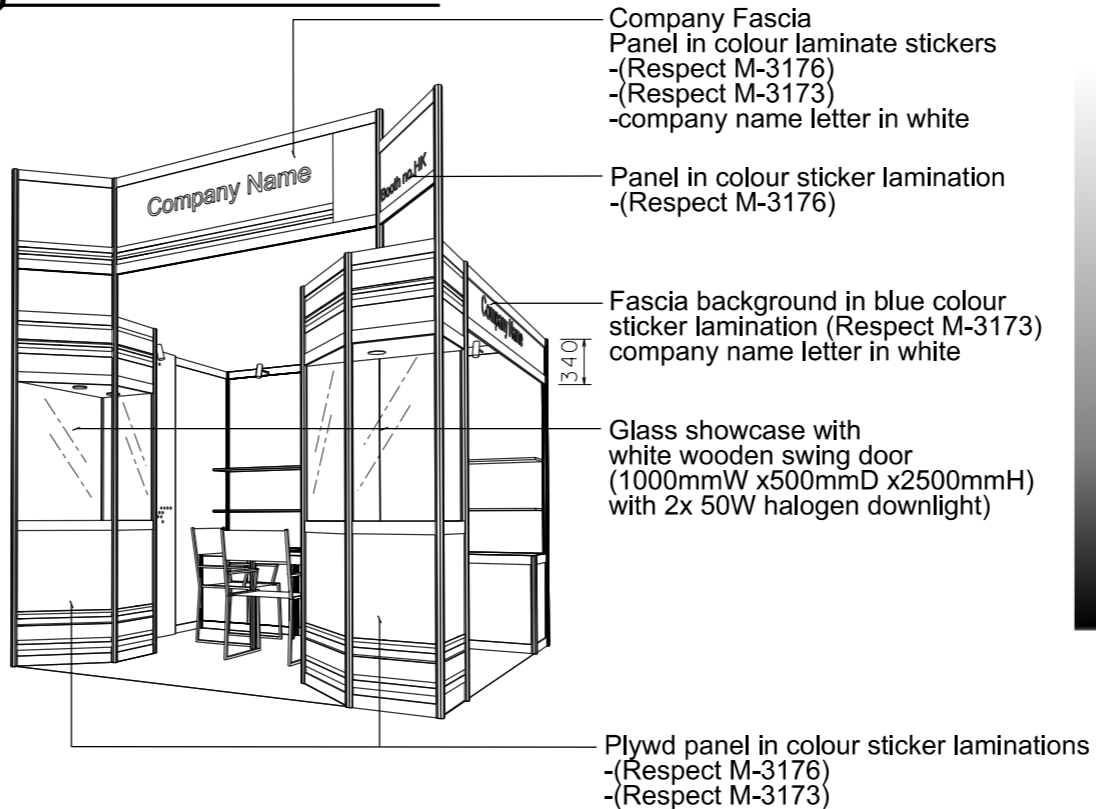 Company Fascia
Panel in colour laminate stickers
-(Respect M-3176)
-(Respect M-3173)
-company name letter in white
Company Name
Booth no.HK
Panel in colour sticker lamination
-(Respect M-3176)
Company Name
Fascia background in blue colour
sticker lamination (Respect M-3173)
company name letter in white
340
Glass showcase with
white wooden swing door
(1000mmW x500mmD x2500mmH)
with 2x 50W halogen downlight)
Plywd panel in colour sticker laminations
-(Respect M-3176)
-(Respect M-3173)